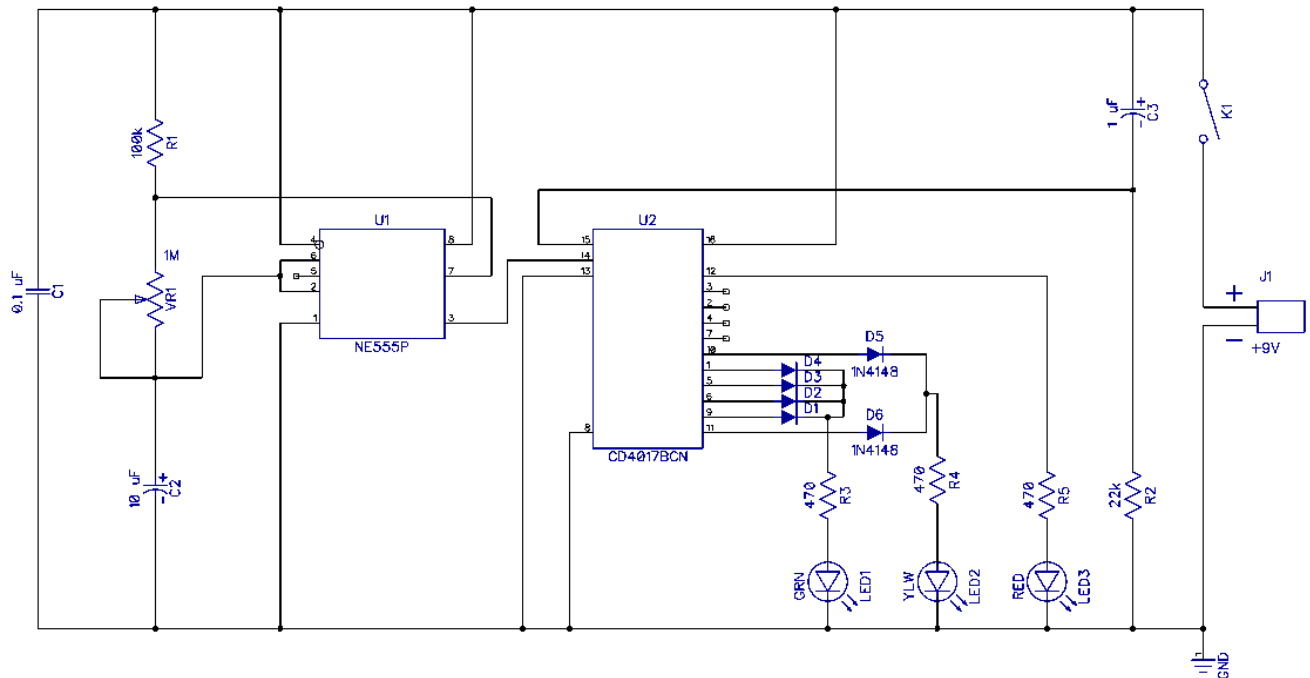 100k
R1
1M
VR1
0.1 uF
C1
10 uF
C2
U1
4
6
5
2
1
8
7
3
NE555P
U2
15
14
13
8
16
12
3
2
4
7
10
1
5
6
9
11
CD4017BCN
D4
D3
D2
D1
D5
1N4148
D6
1N4148
470
R3
470
R4
470
R5
22k
R2
GRN
LED1
YLW
LED2
RED
LED3
1 uF
C3
K1
J1
+
-
+9V
1
GND